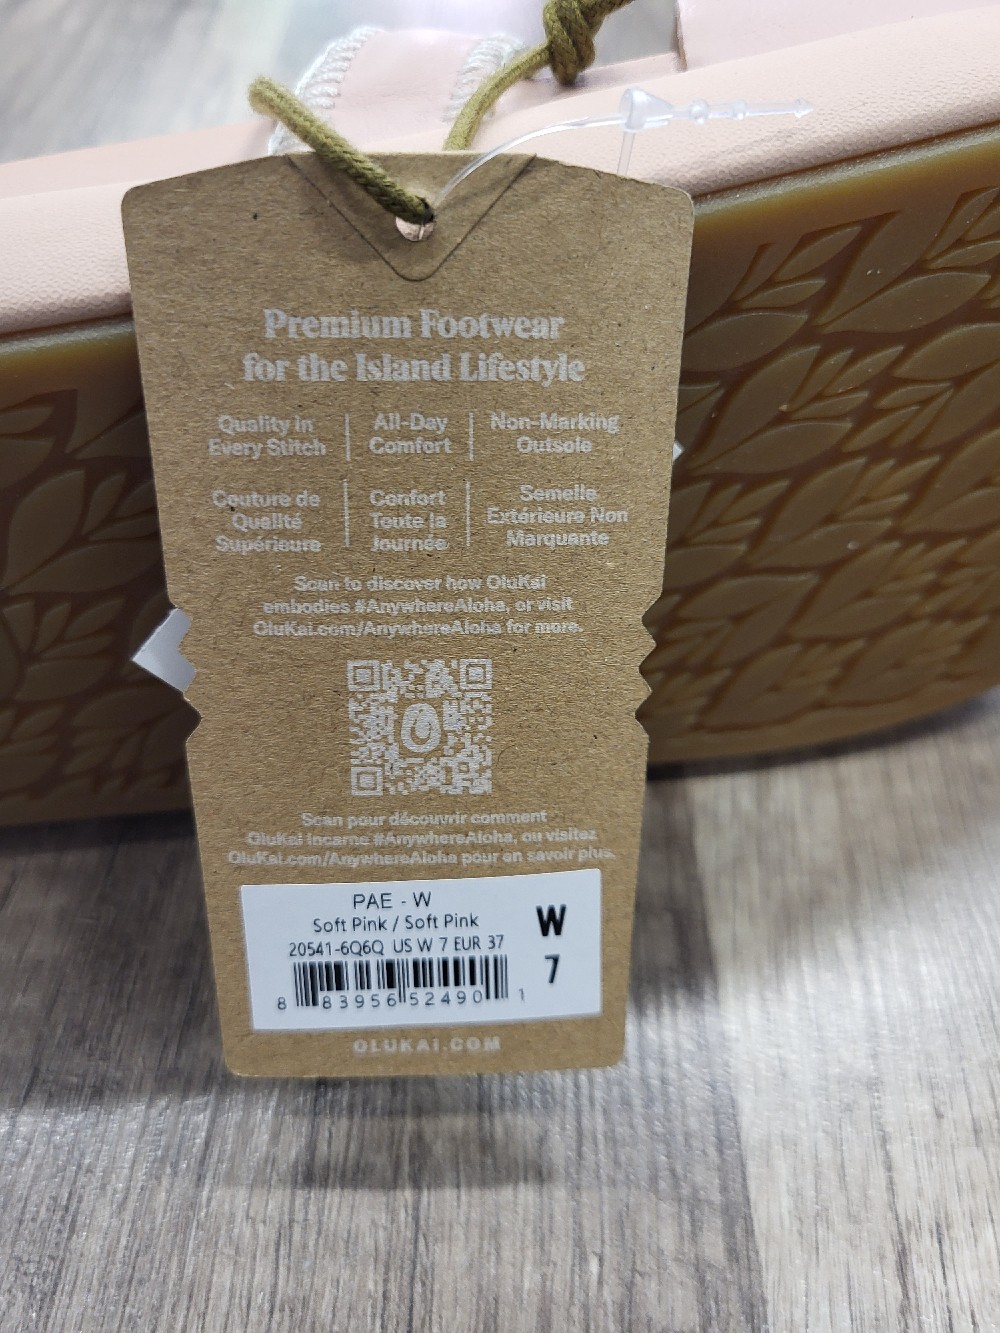 Premium Footwear
for the Island Lifestyle
Quality in
Every Stitch
All-Day
Comfort
Non-Marking
Outsole
Couture de
Qualité
Supérieure
Confort
Toute la
Journée
Semelle
Extérieure Non
Marquante
Scan to discover how OluKai
embodies #AnywhereAloha, or visit
OluKai.com/AnywhereAloha for more.
Scan pour découvrir comment
OluKai incarne #AnywhereAloha, ou visitez
OluKai.com/AnywhereAloha pour en savoir plus.
PAE - W
Soft Pink / Soft Pink
20541-6Q6Q US W 7 EUR 37
W
7
8 83956 52490 1
OLUKAI.COM